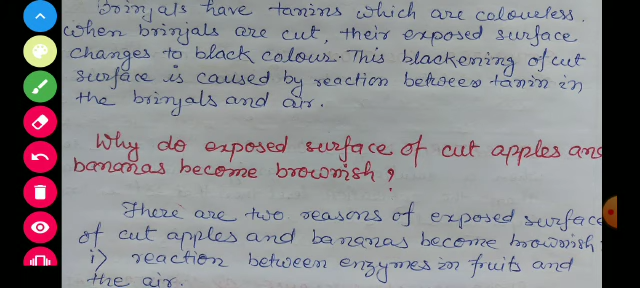 Brinjals have tanins which are colourless.
when brinjals are cut, their exposed surface
changes to black colour. This blackening of cut
surface is caused by reaction between tanin in
the brinjals and air.
Why do exposed surface of cut apples and
bananas become brownish?
There are two reasons of exposed surface
of cut apples and bananas become brownish
i) reaction between enzymes in fruits and
the air.